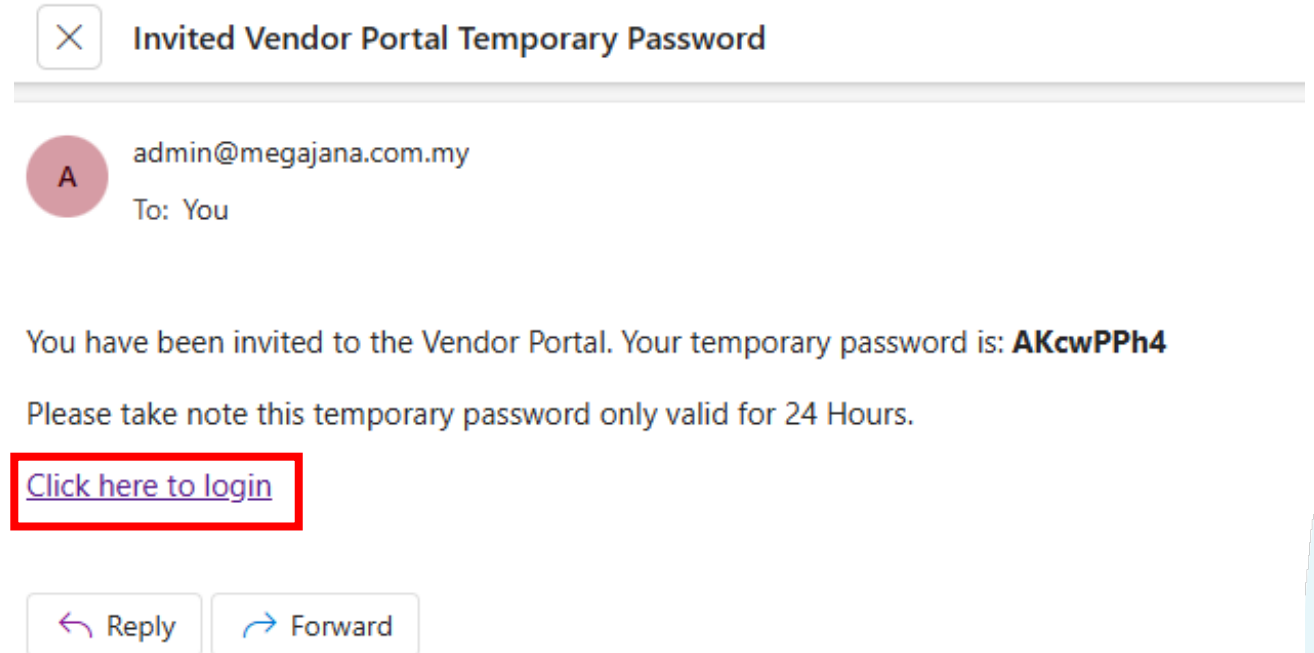 Invited Vendor Portal Temporary Password
A
admin@megajana.com.my
To: You
You have been invited to the Vendor Portal. Your temporary password is: AKcwPPh4
Please take note this temporary password only valid for 24 Hours.
Click here to login
Reply
Forward